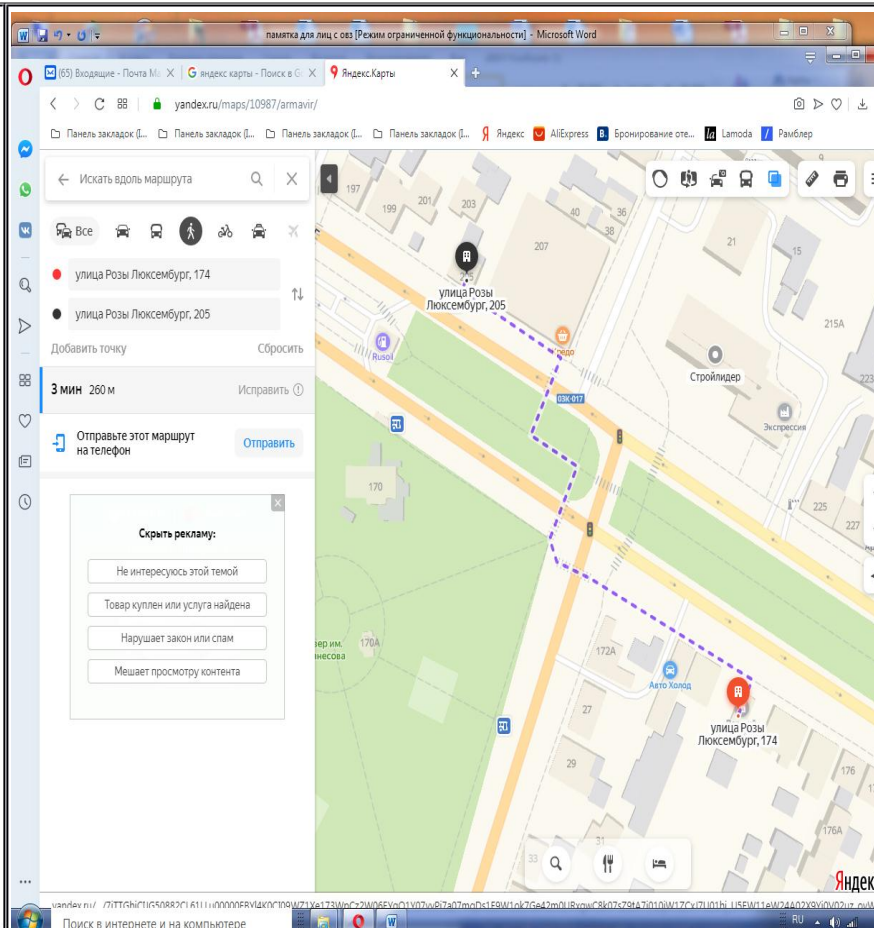 памятка для лиц с овз [Режим ограниченной функциональности] - Microsoft Word
(65) Входящие - Почта Ma
яндекс карты - Поиск в Go
Яндекс.Карты
yandex.ru/maps/10987/armavir/
Панель закладок (I...
Панель закладок (I...
Панель закладок (I...
Панель закладок (I...
Яндекс
AliExpress
Бронирование оте...
Lamoda
Рамблер
Искать вдоль маршрута
Все
улица Розы Люксембург, 174
улица Розы Люксембург, 205
Добавить точку
Сбросить
3 мин 260 м
Исправить
Отправьте этот маршрут
на телефон
Отправить
Скрыть рекламу:
Не интересуюсь этой темой
Товар куплен или услуга найдена
Нарушает закон или спам
Мешает просмотру контента
197
199
201
203
40
36
38
207
21
15
9
215А
223
улица Розы
Люксембург, 205
Rusoil
Стройлидер
03К-017
Экспрессия
225
227
170
170А
172А
Авто Холод
27
улица Розы
Люксембург, 174
29
176
176А
31
33
Яндек
Поиск в интернете и на компьютере
RU